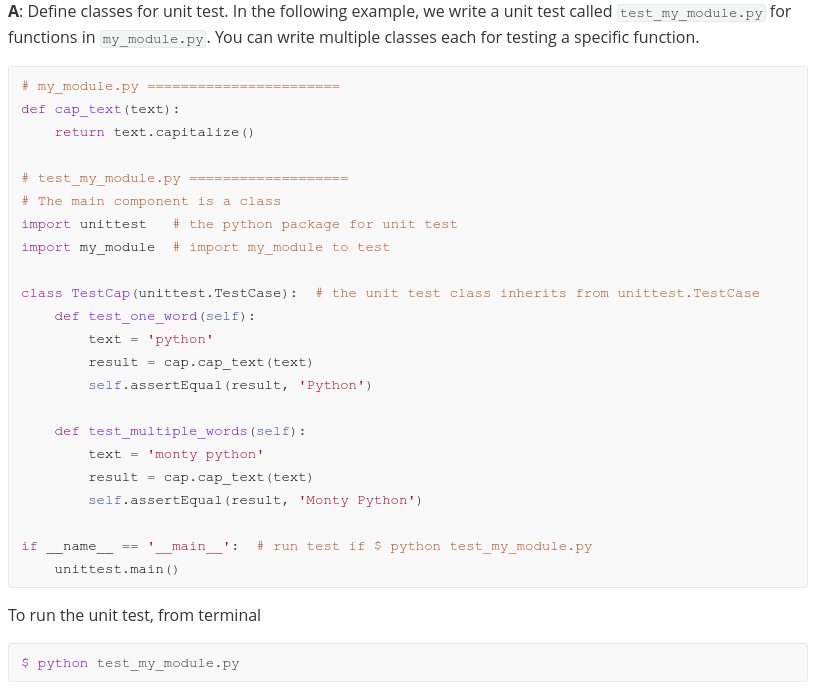 A: Define classes for unit test. In the following example, we write a unit test called test_my_module.py for
functions in my_module.py. You can write multiple classes each for testing a specific function.
# my_module.py =======================
def cap_text(text):
    return text.capitalize()
# test_my_module.py ===================
# The main component is a class
import unittest   # the python package for unit test
import my_module  # import my_module to test
class TestCap(unittest.TestCase):  # the unit test class inherits from unittest.TestCase
    def test_one_word(self):
        text = 'python'
        result = cap.cap_text(text)
        self.assertEqual(result, 'Python')
    def test_multiple_words(self):
        text = 'monty python'
        result = cap.cap_text(text)
        self.assertEqual(result, 'Monty Python')
if __name__ == '__main__':  # run test if $ python test_my_module.py
    unittest.main()
To run the unit test, from terminal
$ python test_my_module.py